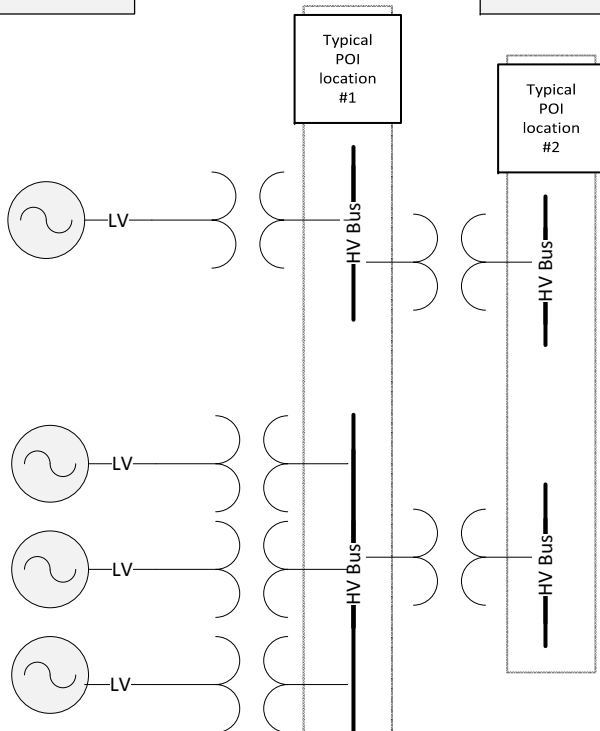 Typical
POI
location
#1
Typical
POI
location
#2
LV
HV Bus
HV Bus
LV
LV
HV Bus
HV Bus
LV